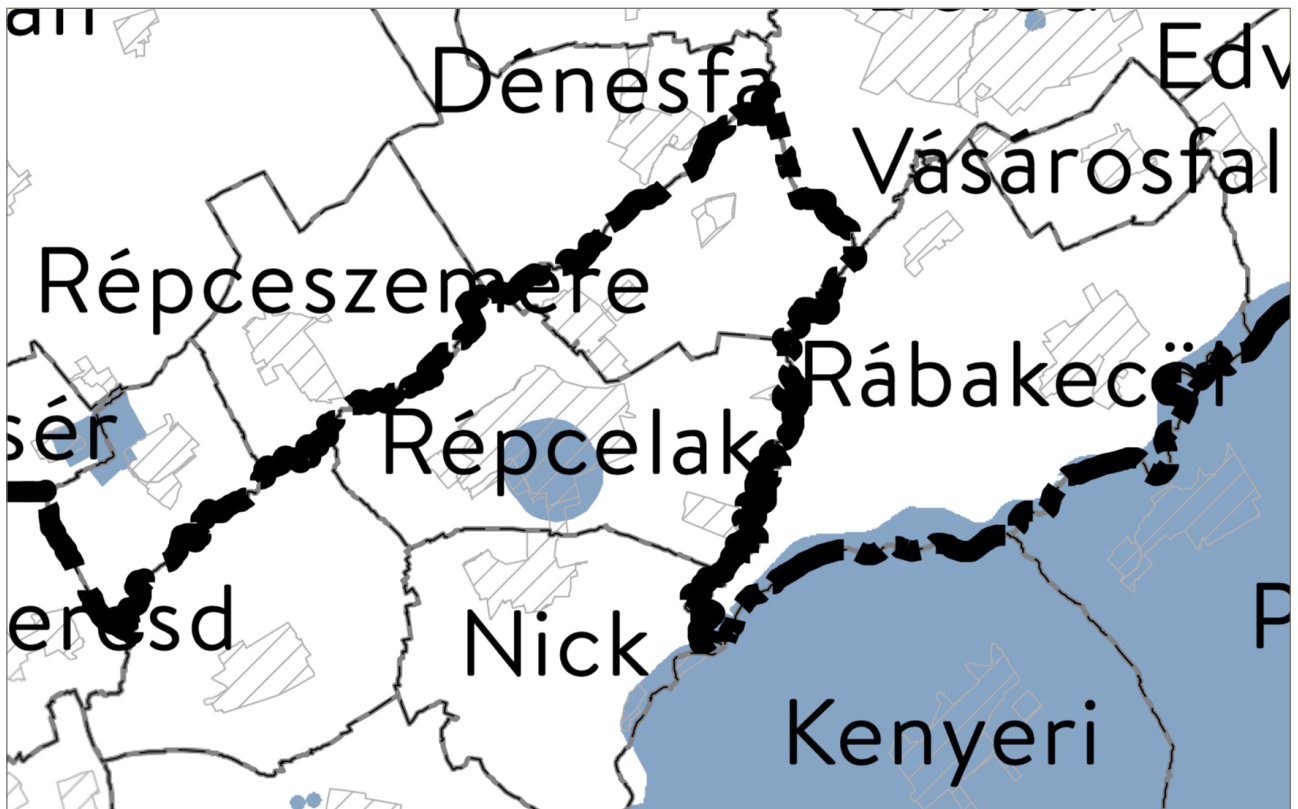 Dénesfa
Edv
Vásárosfal
Répceszemere
Rábakecöl
sér
Répcelak
eresd
Nick
P
Kenyeri